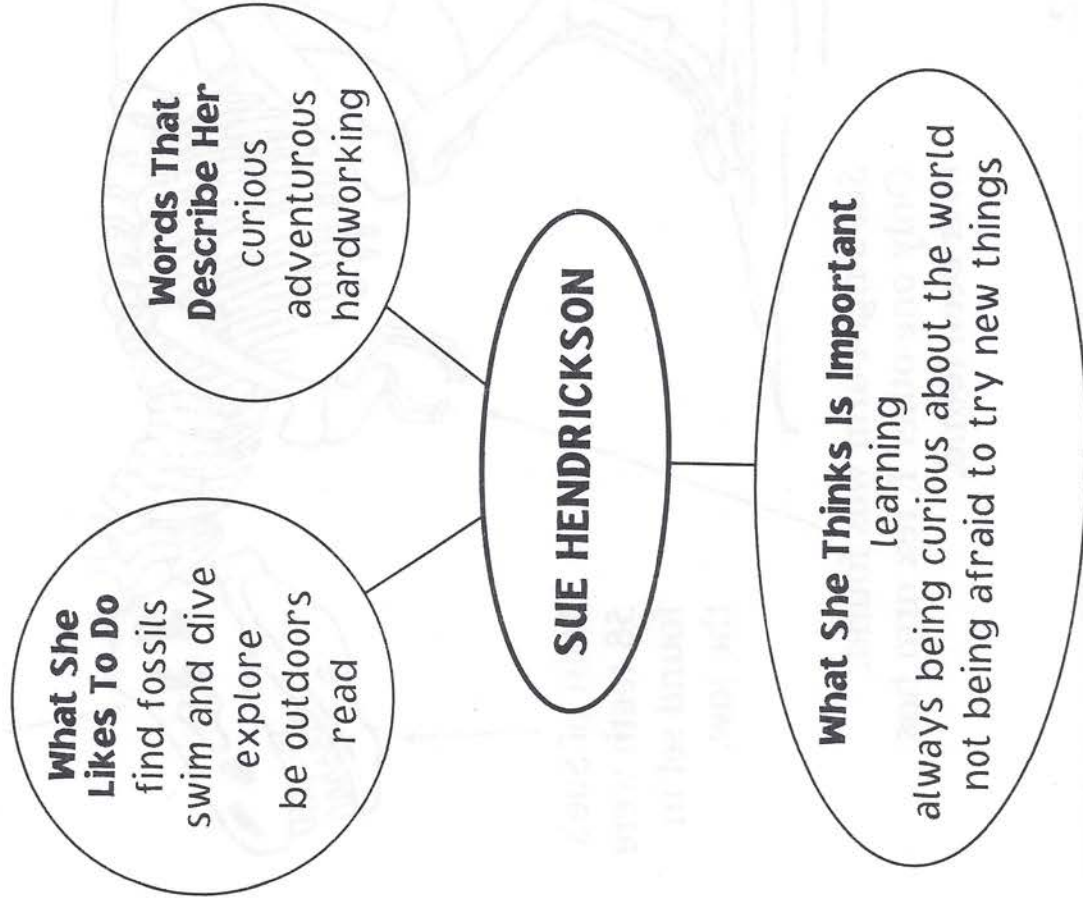 What She
Likes To Do
find fossils
swim and dive
explore
be outdoors
read
Words That
Describe Her
curious
adventurous
hardworking
SUE HENDRICKSON
What She Thinks Is Important
learning
always being curious about the world
not being afraid to try new things